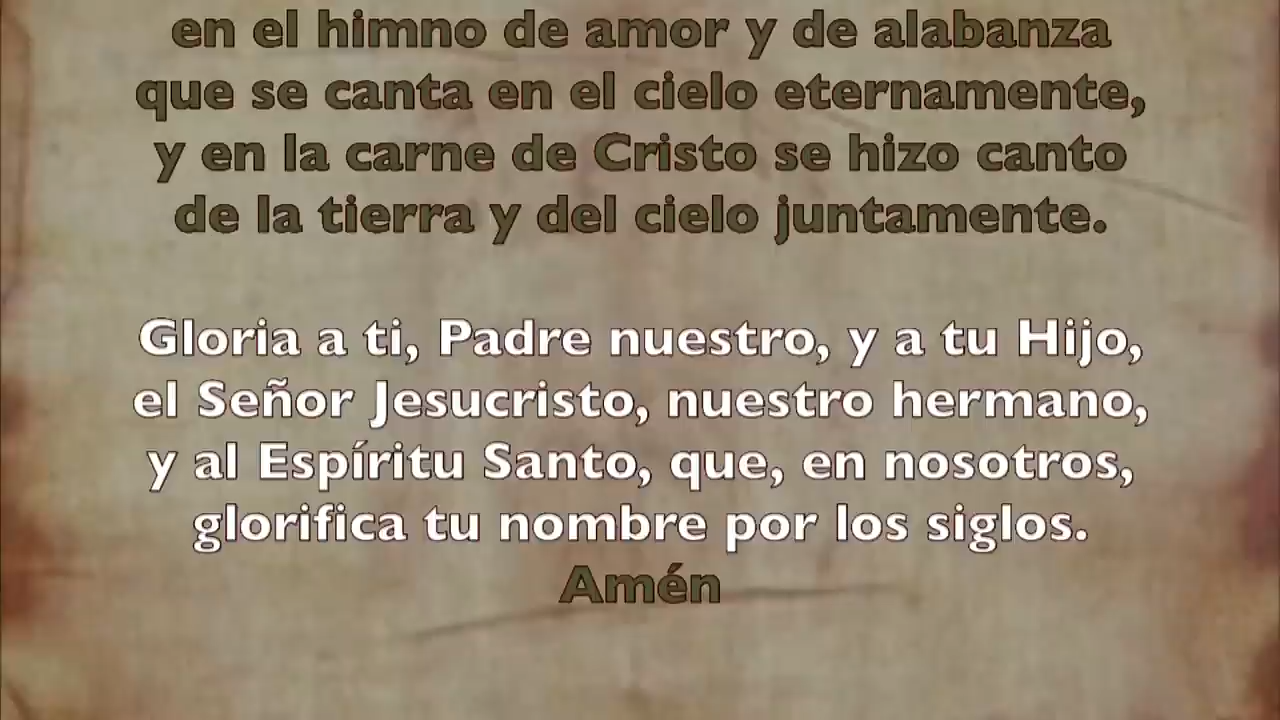 en el himno de amor y de alabanza
que se canta en el cielo eternamente,
y en la carne de Cristo se hizo canto
de la tierra y del cielo juntamente.
Gloria a ti, Padre nuestro, y a tu Hijo,
el Señor Jesucristo, nuestro hermano,
y al Espíritu Santo, que, en nosotros,
glorifica tu nombre por los siglos.
Amén